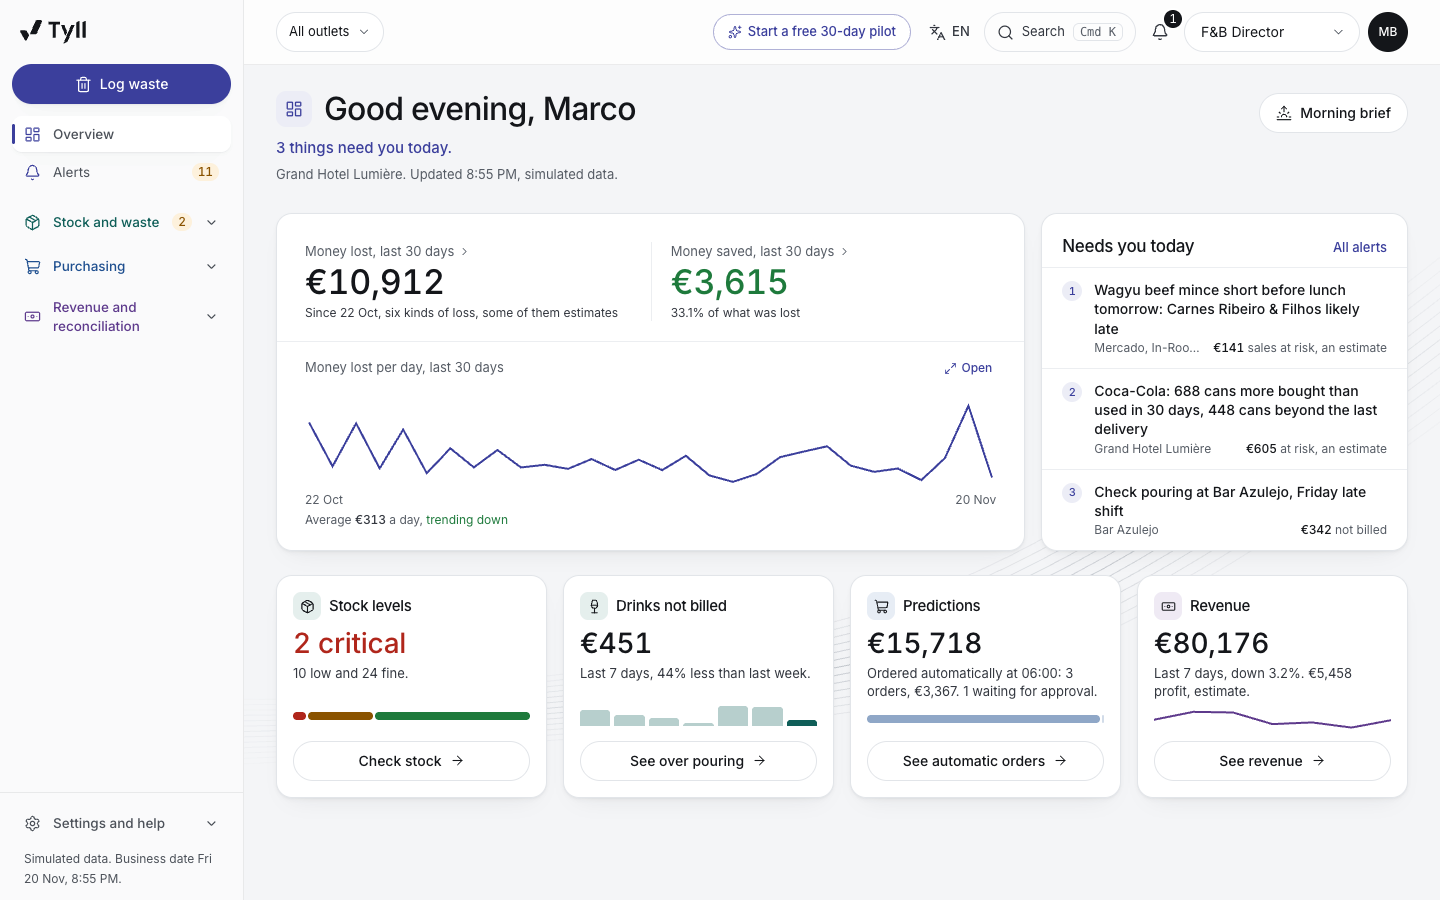 Tyll
All outlets
Start a free 30-day pilot
EN
Search
Cmd K
1
F&B Director
MB
Log waste
Overview
Alerts
11
Stock and waste
2
Purchasing
Revenue and
reconciliation
Settings and help
Simulated data. Business date Fri
20 Nov, 8:55 PM.
Good evening, Marco
Morning brief
3 things need you today.
Grand Hotel Lumière. Updated 8:55 PM, simulated data.
Money lost, last 30 days
€10,912
Since 22 Oct, six kinds of loss, some of them estimates
Money saved, last 30 days
€3,615
33.1% of what was lost
Money lost per day, last 30 days
Open
22 Oct
20 Nov
Average €313 a day, trending down
Needs you today
All alerts
1
Wagyu beef mince short before lunch
tomorrow: Carnes Ribeiro & Filhos likely
late
Mercado, In-Roo... €141 sales at risk, an estimate
2
Coca-Cola: 688 cans more bought than
used in 30 days, 448 cans beyond the last
delivery
Grand Hotel Lumière €605 at risk, an estimate
3
Check pouring at Bar Azulejo, Friday late
shift
Bar Azulejo €342 not billed
Stock levels
2 critical
10 low and 24 fine.
Check stock
Drinks not billed
€451
Last 7 days, 44% less than last week.
See over pouring
Predictions
€15,718
Ordered automatically at 06:00: 3
orders, €3,367. 1 waiting for approval.
See automatic orders
Revenue
€80,176
Last 7 days, down 3.2%. €5,458
profit, estimate.
See revenue